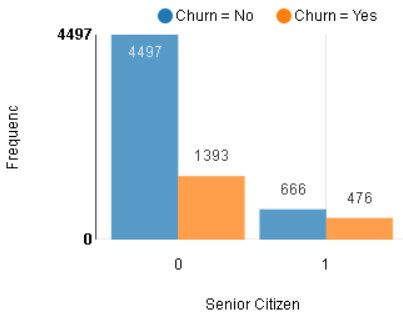 Churn = No Churn = Yes
4497
4497
1393
666
476
Frequenc
0
0 1
Senior Citizen